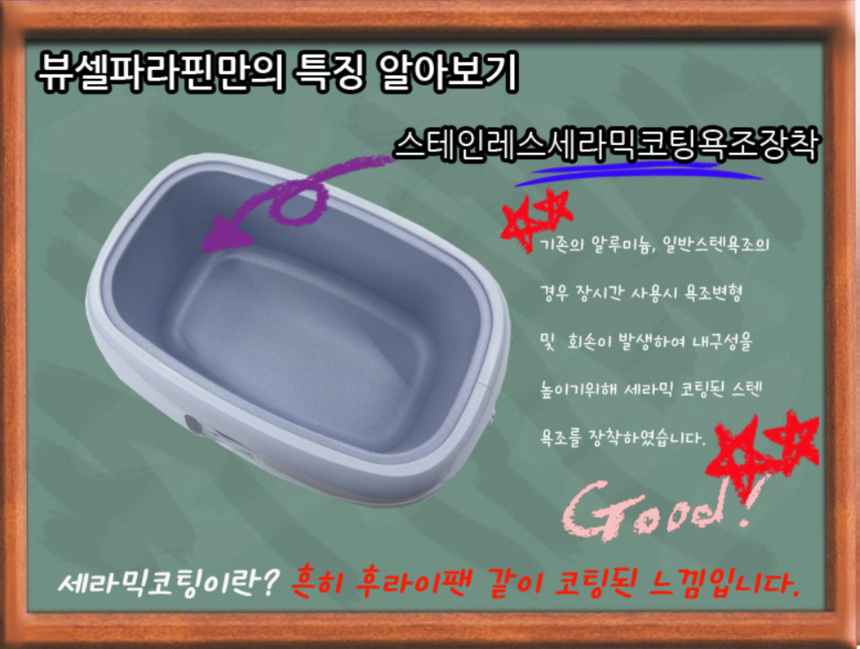 뷰셀파라핀만의 특징 알아보기
스테인레스세라믹코팅욕조장착
기존의 알루미늄, 일반스텐욕조의
경우 장시간 사용시 욕조변형
및 회손이 발생하여 내구성을
높이기위해 세라믹 코팅된 스텐
욕조를 장착하였습니다.
Good!
세라믹코팅이란? 흔히 후라이팬 같이 코팅된 느낌입니다.